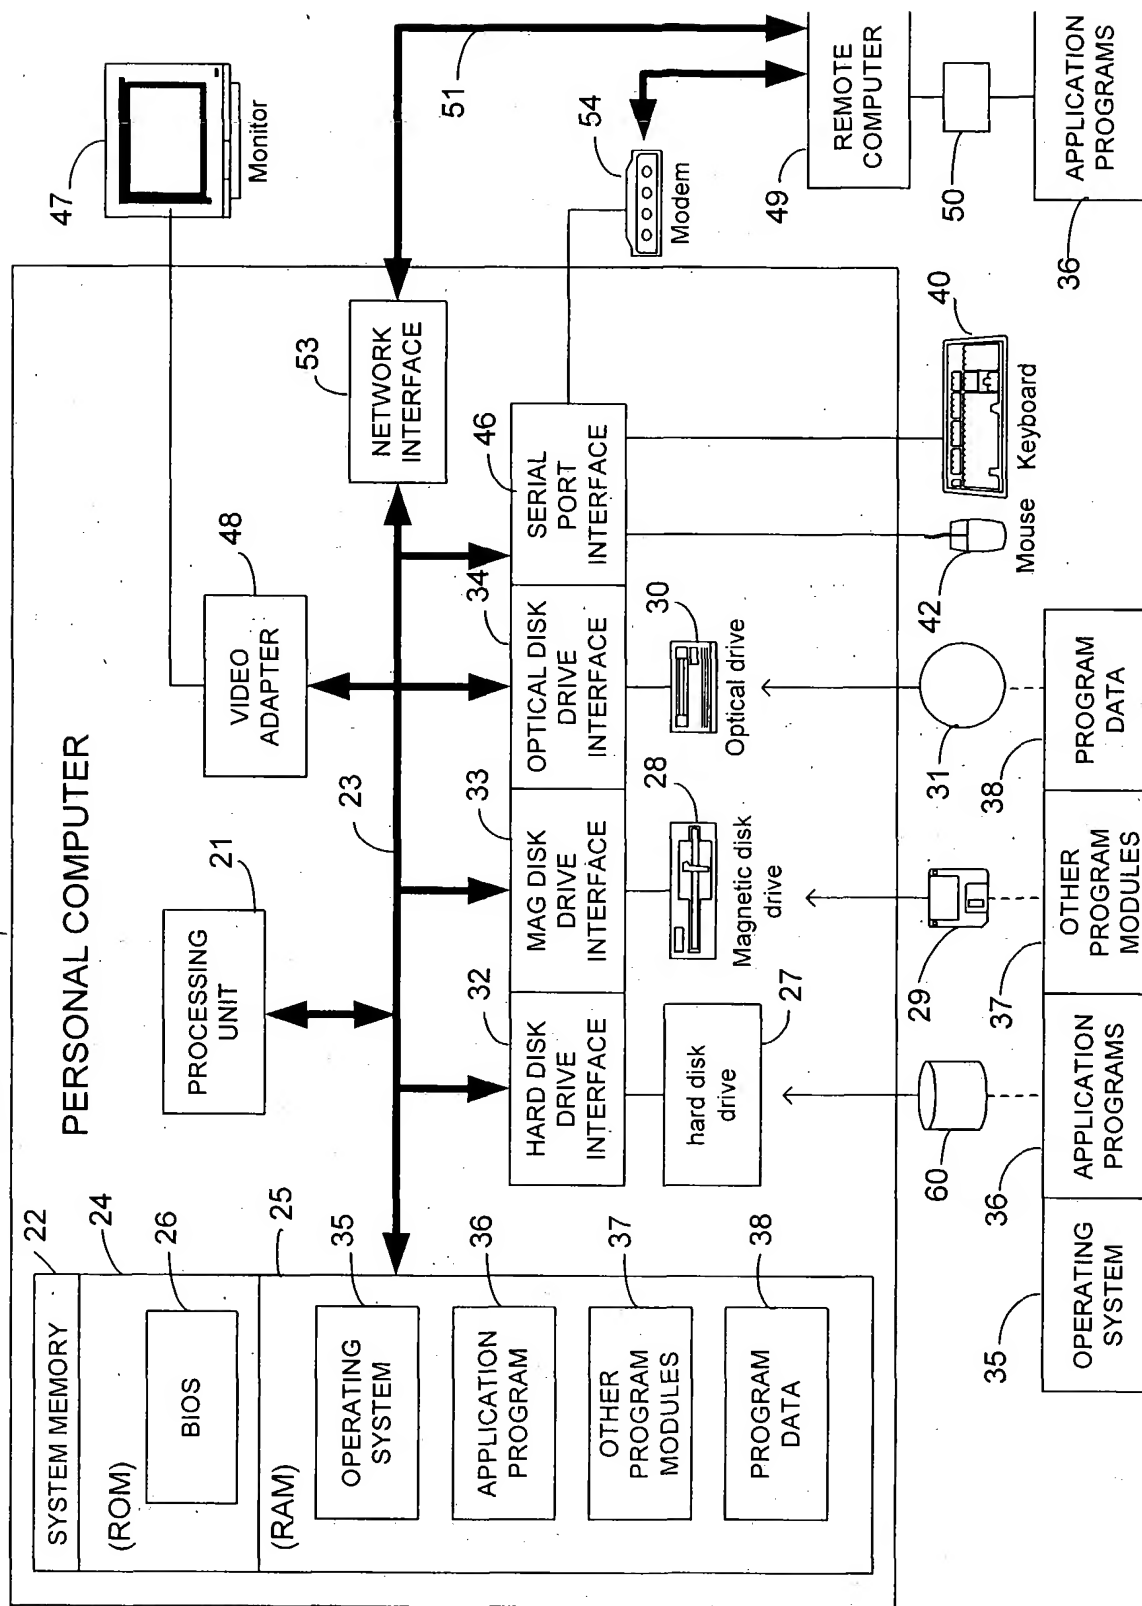 PERSONAL COMPUTER
SYSTEM MEMORY
22
(ROM)
24
BIOS
26
(RAM)
25
OPERATING
SYSTEM
35
APPLICATION
PROGRAM
36
OTHER
PROGRAM
MODULES
37
PROGRAM
DATA
38
PROCESSING
UNIT
21
VIDEO
ADAPTER
48
47
Monitor
23
NETWORK
INTERFACE
53
51
HARD DISK
DRIVE
INTERFACE
32
MAG DISK
DRIVE
INTERFACE
33
OPTICAL DISK
DRIVE
INTERFACE
34
SERIAL
PORT
INTERFACE
46
hard disk
drive
27
Magnetic disk
drive
28
Optical drive
30
Modem
54
REMOTE
COMPUTER
49
50
APPLICATION
PROGRAMS
36
60
29
31
Mouse
42
Keyboard
40
OPERATING
SYSTEM
35
APPLICATION
PROGRAMS
36
OTHER
PROGRAM
MODULES
37
PROGRAM
DATA
38